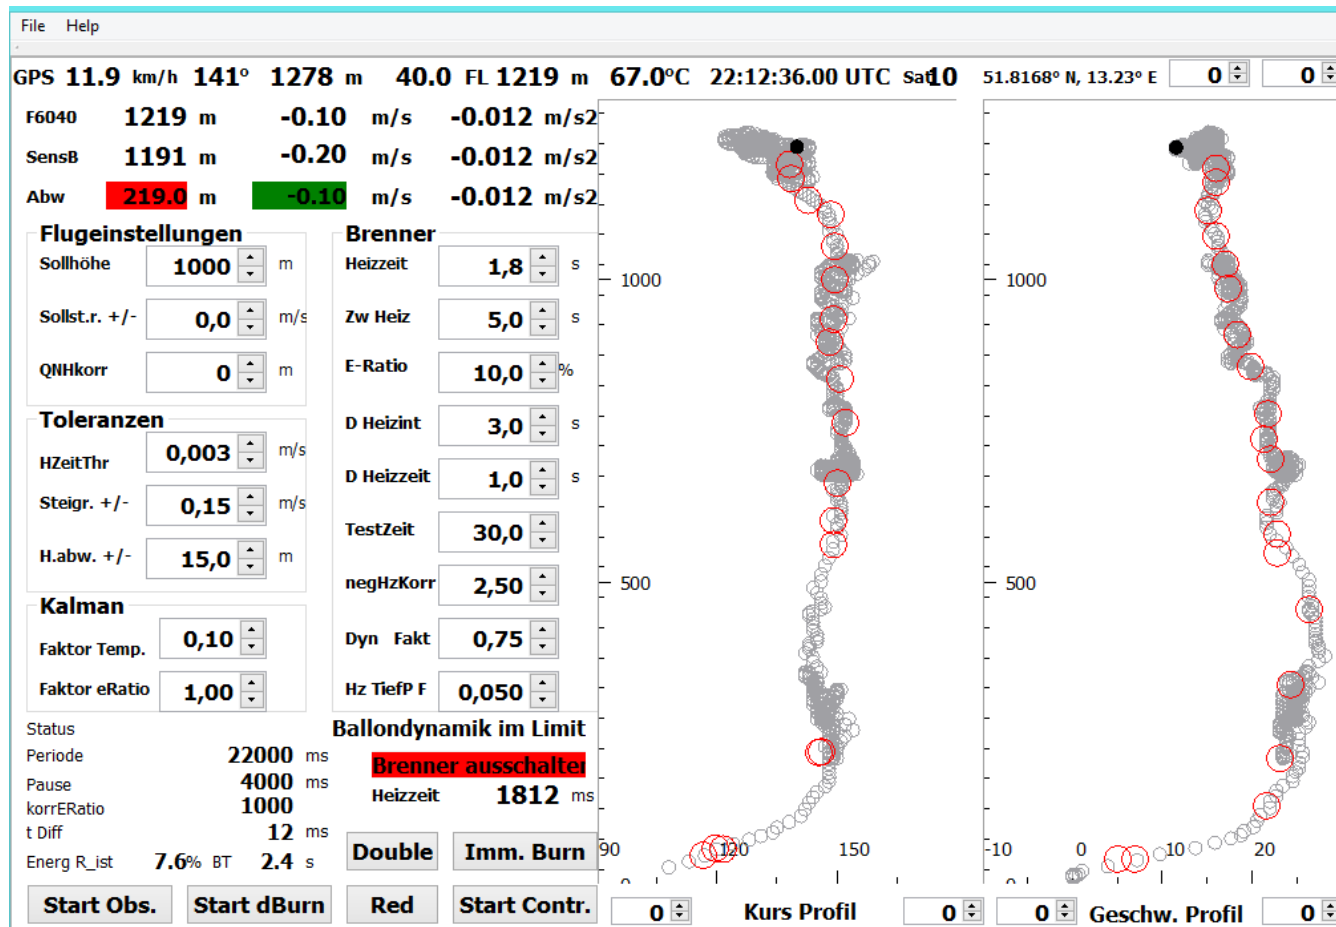 File Help
GPS 11.9 km/h 141° 1278 m 40.0 FL 1219 m 67.0°C 22:12:36.00 UTC Sat 10 51.8168° N, 13.23° E 0 0
F6040 1219 m -0.10 m/s -0.012 m/s2
SensB 1191 m -0.20 m/s -0.012 m/s2
Abw 219.0 m -0.10 m/s -0.012 m/s2
Flugeinstellungen
Sollhöhe 1000 m
Sollst.r. +/- 0,0 m/s
QNHkorr 0 m
Toleranzen
HZeitThr 0,003 m/s
Steigr. +/- 0,15 m/s
H.abw. +/- 15,0 m
Kalman
Faktor Temp. 0,10
Faktor eRatio 1,00
Brenner
Heizzeit 1,8 s
Zw Heiz 5,0 s
E-Ratio 10,0 %
D Heizint 3,0 s
D Heizzeit 1,0 s
TestZeit 30,0
negHzKorr 2,50
Dyn Fakt 0,75
Hz TiefP F 0,050
Status
Periode 22000 ms
Pause 4000 ms
korrERatio 1000
t Diff 12 ms
Energ R_ist 7.6% BT 2.4 s
Ballondynamik im Limit
Brenner ausschalten
Heizzeit 1812 ms
Double Imm. Burn
Start Obs. Start dBurn Red Start Contr.
1000
500
0
90 120 150
0 Kurs Profil 0
1000
500
0
-10 0 10 20
0 Geschw. Profil 0